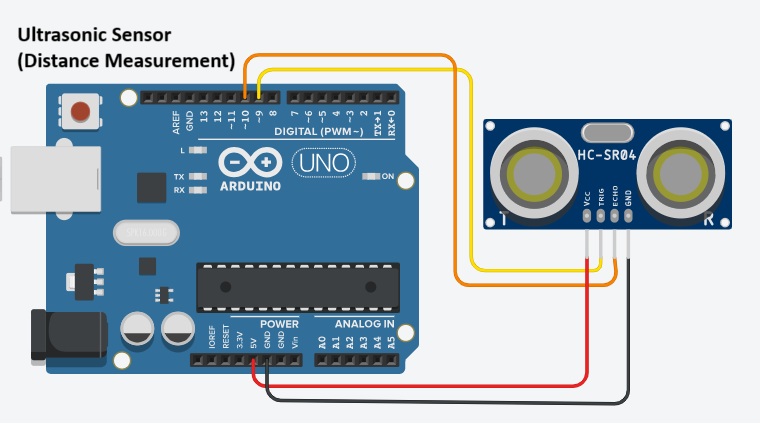 Ultrasonic Sensor
(Distance Measurement)
AREF
GND
13
12
~11
~10
~9
8
7
~6
~5
4
~3
2
TX→1
RX←0
DIGITAL (PWM~)
L
TX
RX
UNO
ARDUINO
ON
HC-SR04
VCC
TRIG
ECHO
GND
T
R
POWER
ANALOG IN
IOREF
RESET
3.3V
5V
GND
GND
Vin
A0
A1
A2
A3
A4
A5